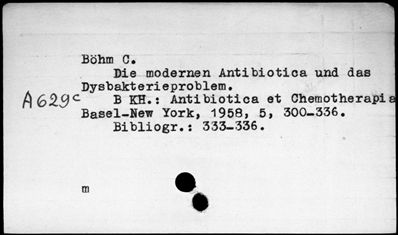 Böhm C.
Die modernen Antibiotica und das
Dysbakterieproblem.
A629c
B KH.: Antibiotica et Chemotherapia
Basel-New York, 1958, 5, 300-336.
Bibliogr.: 333-336.
m